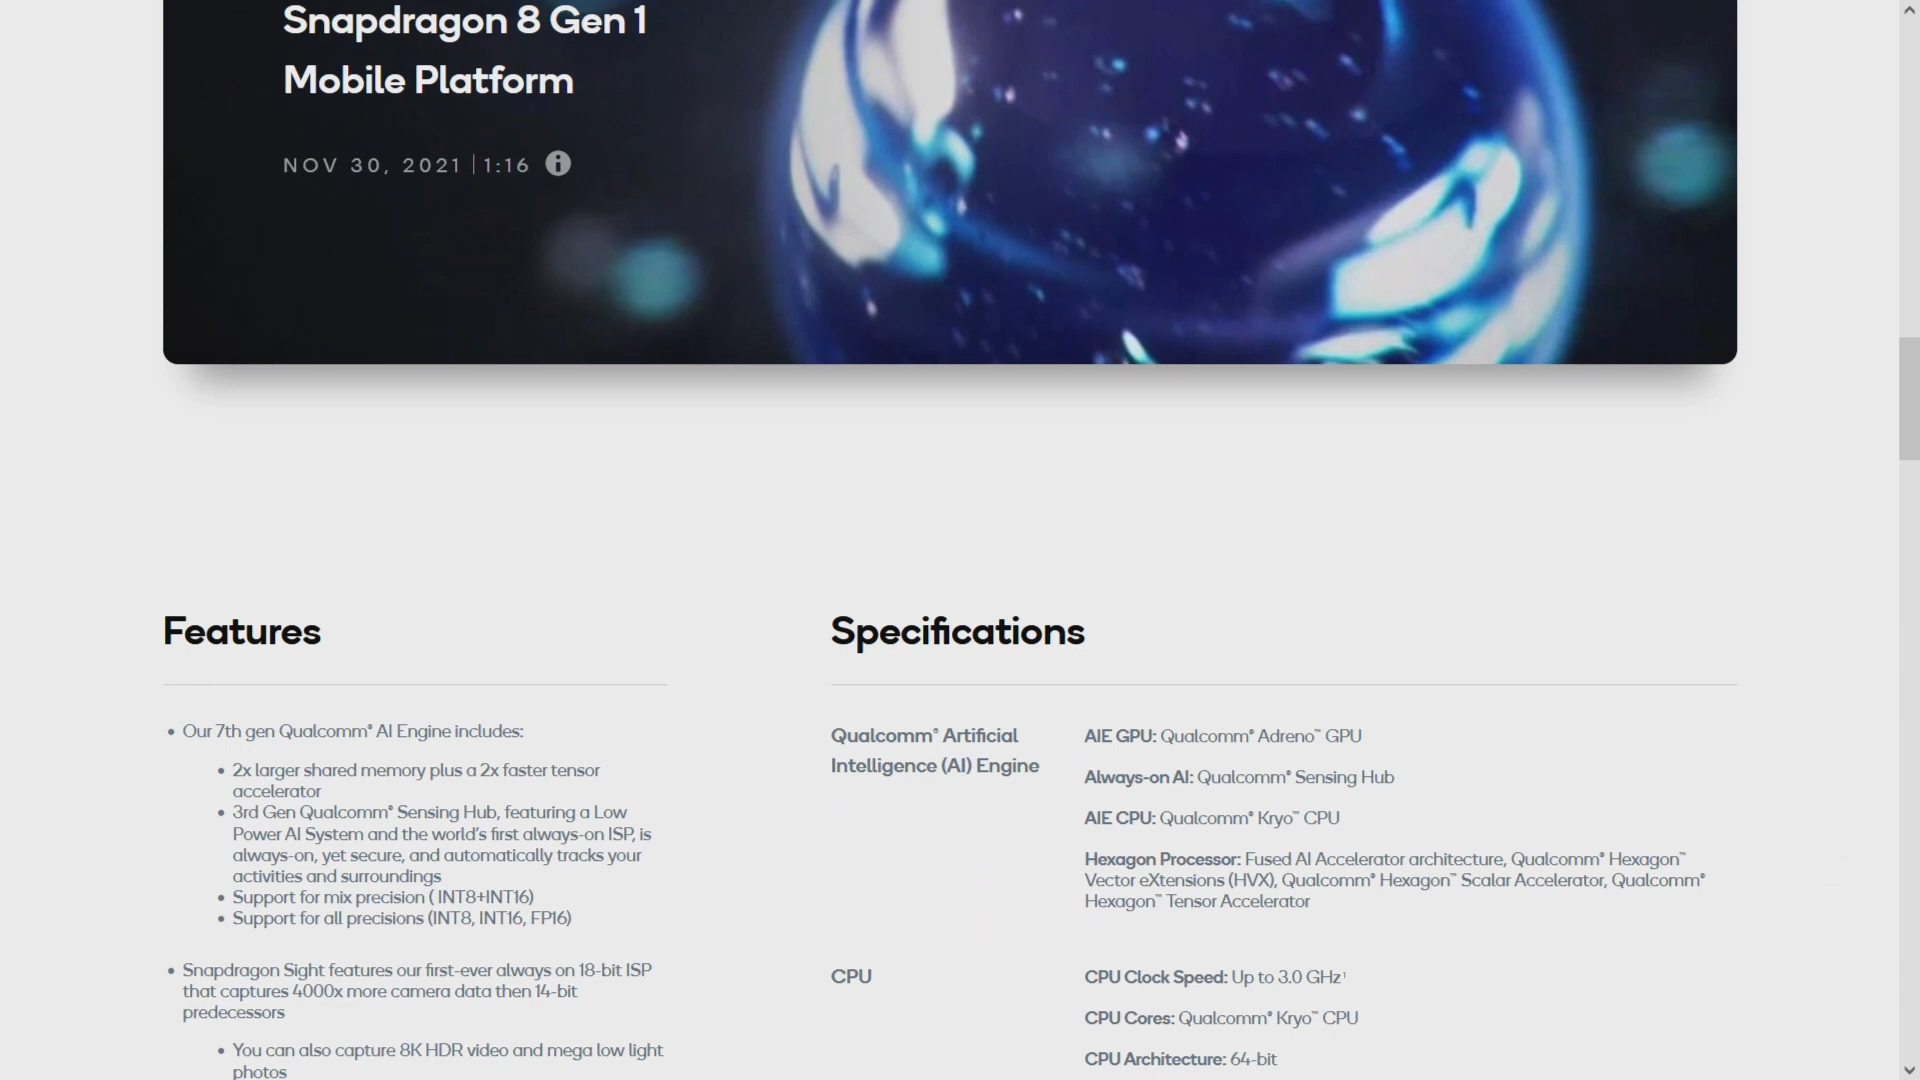 Snapdragon 8 Gen 1
Mobile Platform
NOV 30, 2021 | 1:16
Features
Our 7th gen Qualcomm® AI Engine includes:
2x larger shared memory plus a 2x faster tensor
accelerator
3rd Gen Qualcomm® Sensing Hub, featuring a Low
Power AI System and the world's first always-on ISP, is
always-on, yet secure, and automatically tracks your
activities and surroundings
Support for mix precision ( INT8+INT16)
Support for all precisions (INT8, INT16, FP16)
Snapdragon Sight features our first-ever always on 18-bit ISP
that captures 4000x more camera data then 14-bit
predecessors
You can also capture 8K HDR video and mega low light
photos
Specifications
Qualcomm® Artificial
Intelligence (AI) Engine
AIE GPU: Qualcomm® Adreno™ GPU
Always-on AI: Qualcomm® Sensing Hub
AIE CPU: Qualcomm® Kryo™ CPU
Hexagon Processor: Fused AI Accelerator architecture, Qualcomm® Hexagon™
Vector eXtensions (HVX), Qualcomm® Hexagon™ Scalar Accelerator, Qualcomm®
Hexagon™ Tensor Accelerator
CPU
CPU Clock Speed: Up to 3.0 GHz¹
CPU Cores: Qualcomm® Kryo™ CPU
CPU Architecture: 64-bit